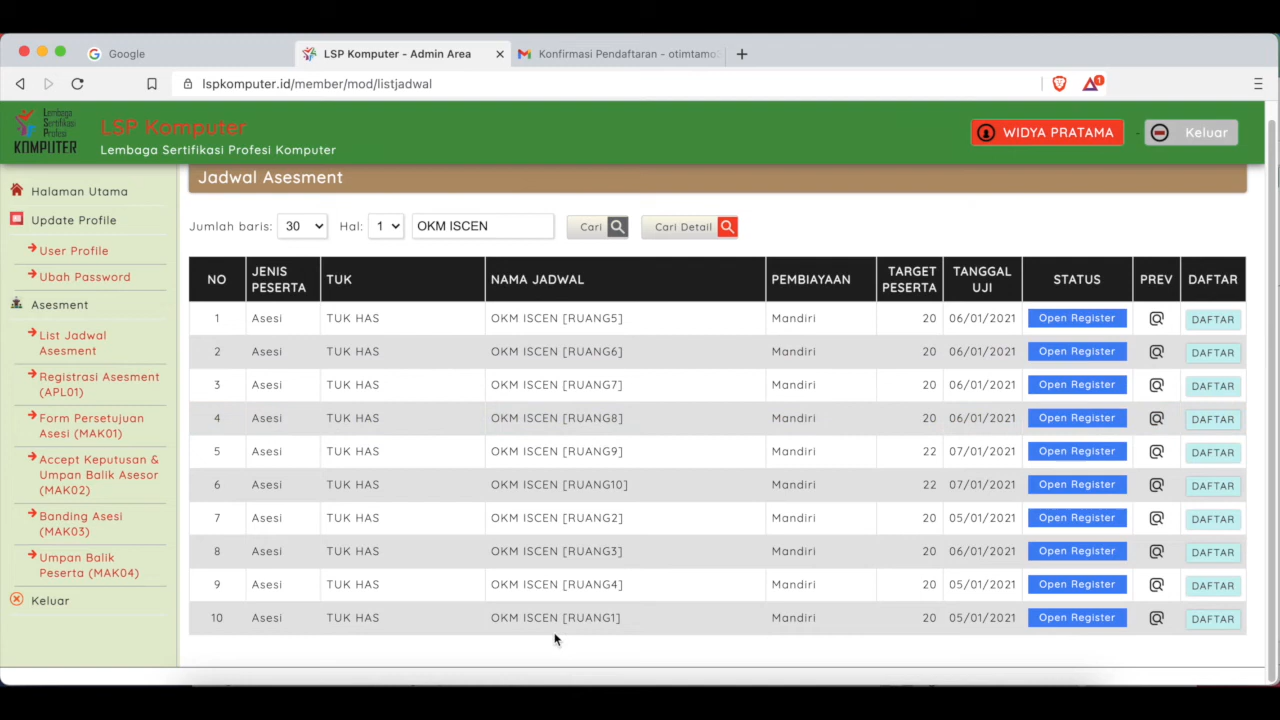 Google
LSP Komputer - Admin Area
Konfirmasi Pendaftaran - otimtamo
lspkomputer.id/member/mod/listjadwal
1
Lembaga
Sertifikasi
Profesi
KOMPUTER
LSP Komputer
Lembaga Sertifikasi Profesi Komputer
WIDYA PRATAMA
-
Keluar
Halaman Utama
Update Profile
User Profile
Ubah Password
Asesment
List Jadwal
Asesment
Registrasi Asesment
(APL01)
Form Persetujuan
Asesi (MAK01)
Accept Keputusan &
Umpan Balik Asesor
(MAK02)
Banding Asesi
(MAK03)
Umpan Balik
Peserta (MAK04)
Keluar
Jadwal Asesment
Jumlah baris: 30 Hal: 1 OKM ISCEN Cari Cari Detail
NO JENIS PESERTA TUK NAMA JADWAL PEMBIAYAAN TARGET PESERTA TANGGAL UJI STATUS PREV DAFTAR
1 Asesi TUK HAS OKM ISCEN [RUANG5] Mandiri 20 06/01/2021 Open Register DAFTAR
2 Asesi TUK HAS OKM ISCEN [RUANG6] Mandiri 20 06/01/2021 Open Register DAFTAR
3 Asesi TUK HAS OKM ISCEN [RUANG7] Mandiri 20 06/01/2021 Open Register DAFTAR
4 Asesi TUK HAS OKM ISCEN [RUANG8] Mandiri 20 06/01/2021 Open Register DAFTAR
5 Asesi TUK HAS OKM ISCEN [RUANG9] Mandiri 22 07/01/2021 Open Register DAFTAR
6 Asesi TUK HAS OKM ISCEN [RUANG10] Mandiri 22 07/01/2021 Open Register DAFTAR
7 Asesi TUK HAS OKM ISCEN [RUANG2] Mandiri 20 05/01/2021 Open Register DAFTAR
8 Asesi TUK HAS OKM ISCEN [RUANG3] Mandiri 20 06/01/2021 Open Register DAFTAR
9 Asesi TUK HAS OKM ISCEN [RUANG4] Mandiri 20 05/01/2021 Open Register DAFTAR
10 Asesi TUK HAS OKM ISCEN [RUANG1] Mandiri 20 05/01/2021 Open Register DAFTAR